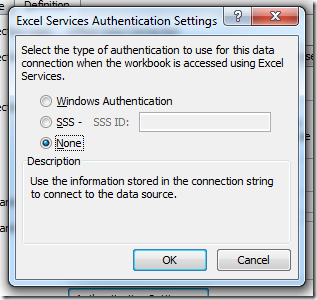 Definition
Excel Services Authentication Settings
Select the type of authentication to use for this data
connection when the workbook is accessed using Excel
Services.
Windows Authentication
SSS - SSS ID:
None
Description
Use the information stored in the connection string
to connect to the data source.
OK Cancel